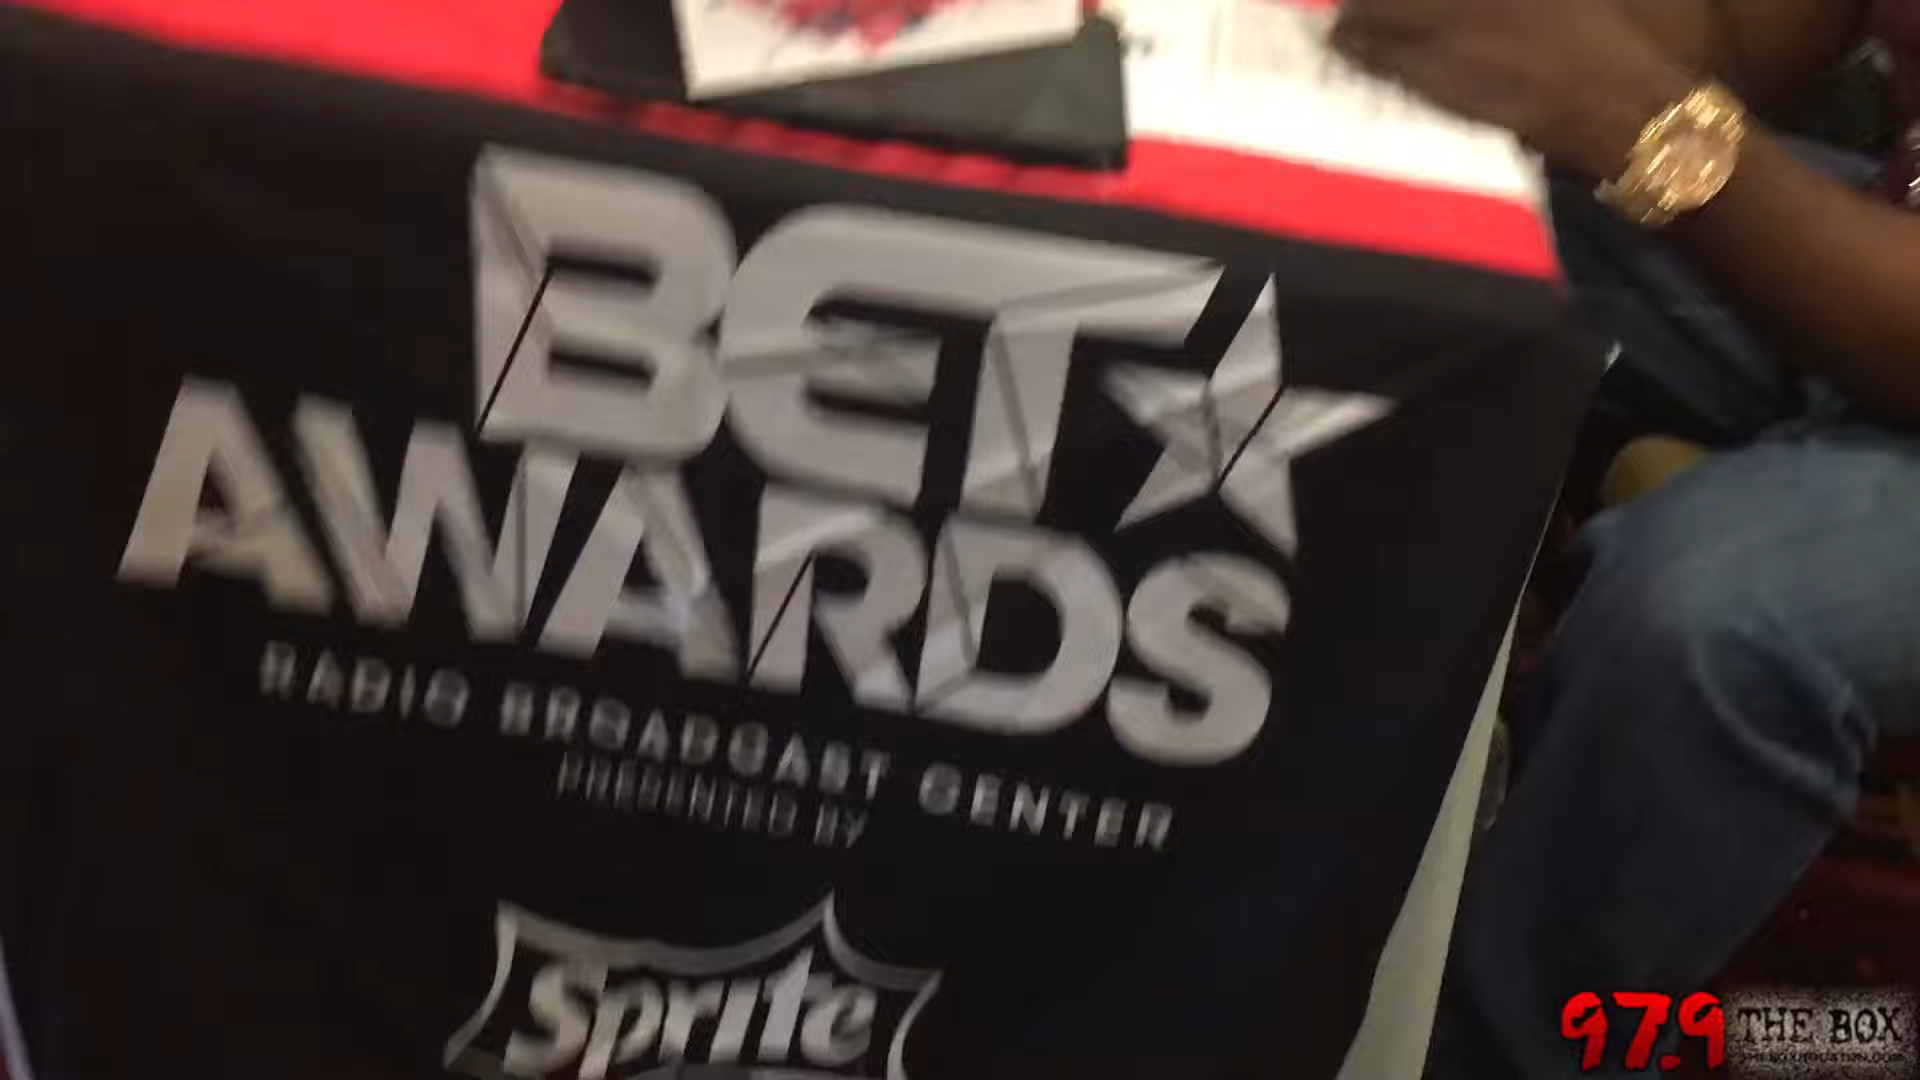 BET
AWARDS
RADIO BROADCAST CENTER
PRESENTED BY
Sprite
97.9 THE BOX